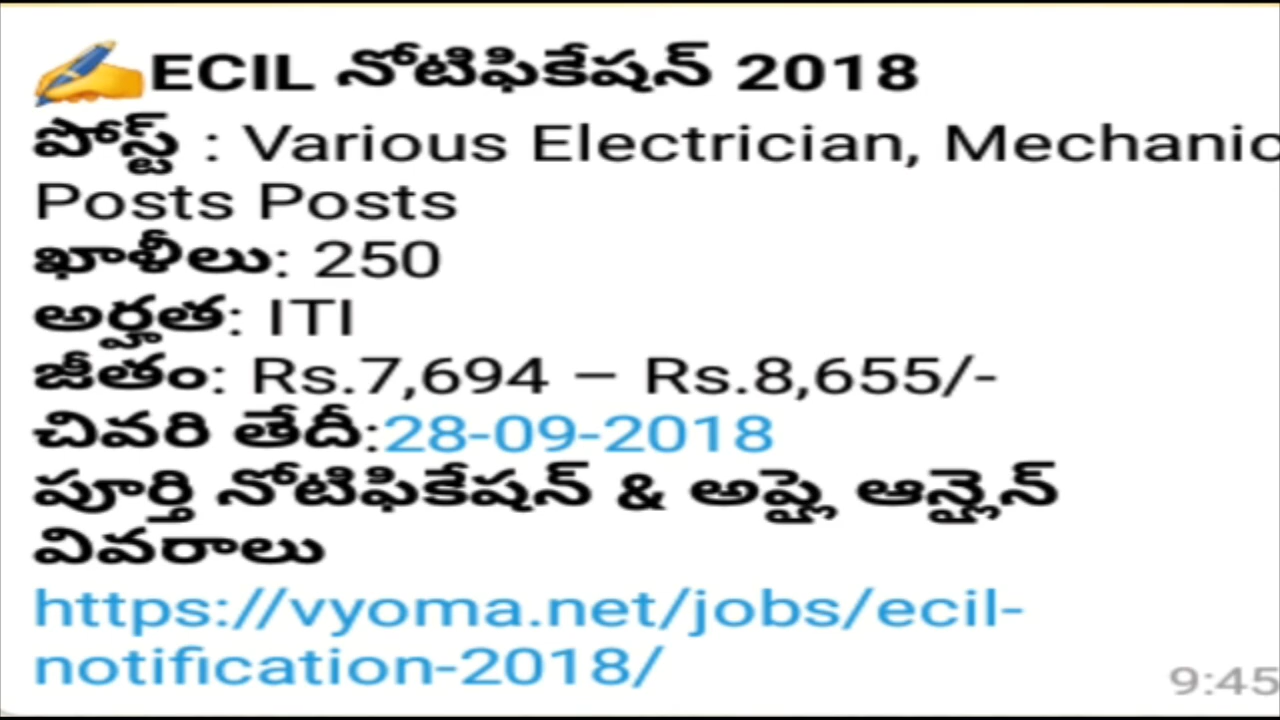 ✍ECIL నోటిఫికేషన్ 2018
పోస్ట్ : Various Electrician, Mechanic
Posts Posts
ఖాళీలు: 250
అర్హత: ITI
జీతం: Rs.7,694 – Rs.8,655/-
చివరి తేదీ:28-09-2018
పూర్తి నోటిఫికేషన్ & అప్లై ఆన్లైన్
వివరాలు
https://vyoma.net/jobs/ecil-
notification-2018/
9:45